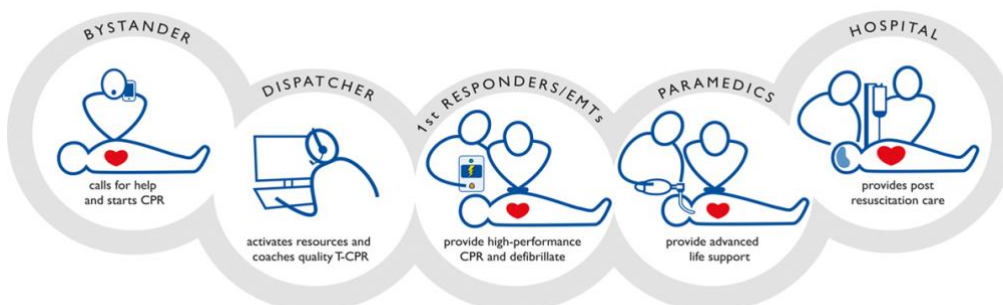 BYSTANDER
calls for help
and starts CPR
DISPATCHER
activates resources and
coaches quality T-CPR
1st RESPONDERS/EMTs
provide high-performance
CPR and defibrillate
PARAMEDICS
provide advanced
life support
HOSPITAL
provides post
resuscitation care